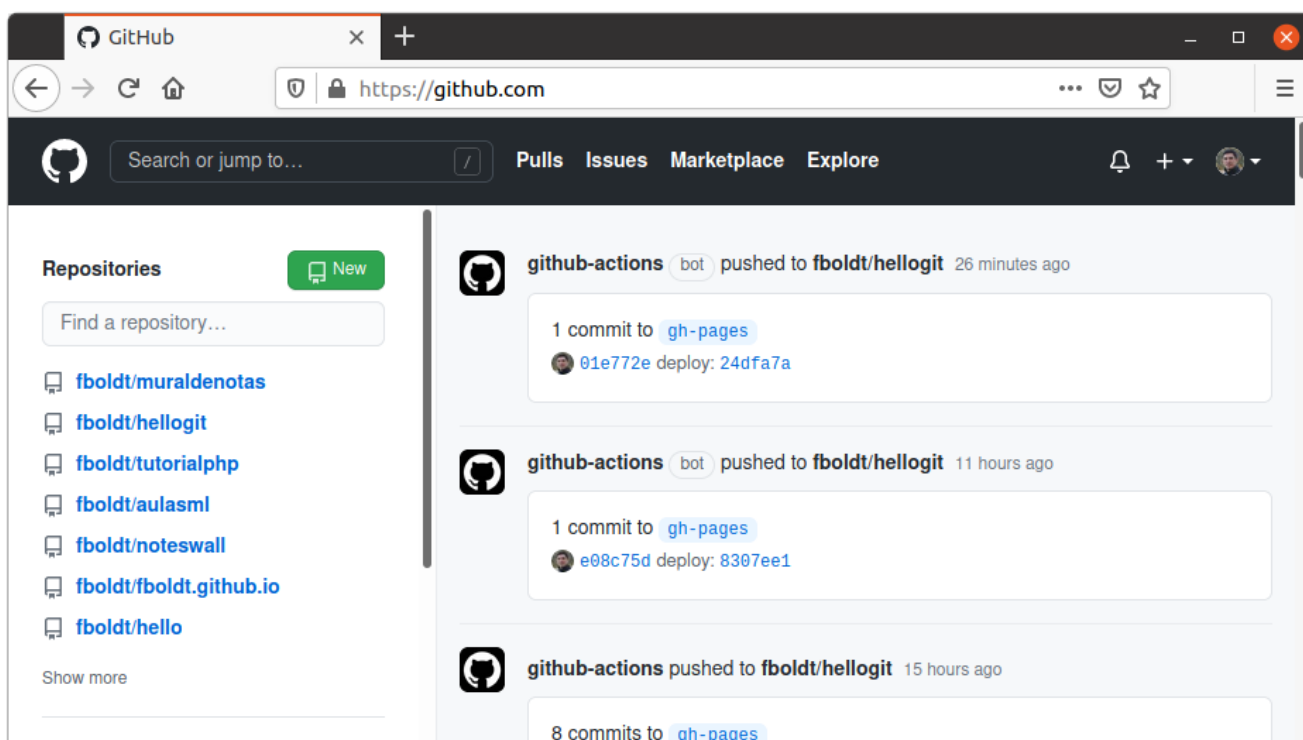 GitHub
https://github.com
Search or jump to… /
Pulls Issues Marketplace Explore
Repositories
New
Find a repository…
fboldt/muraldenotas
fboldt/hellogit
fboldt/tutorialphp
fboldt/aulasml
fboldt/noteswall
fboldt/fboldt.github.io
fboldt/hello
Show more
github-actions bot pushed to fboldt/hellogit 26 minutes ago
1 commit to gh-pages
01e772e deploy: 24dfa7a
github-actions bot pushed to fboldt/hellogit 11 hours ago
1 commit to gh-pages
e08c75d deploy: 8307ee1
github-actions pushed to fboldt/hellogit 15 hours ago
8 commits to gh-pages